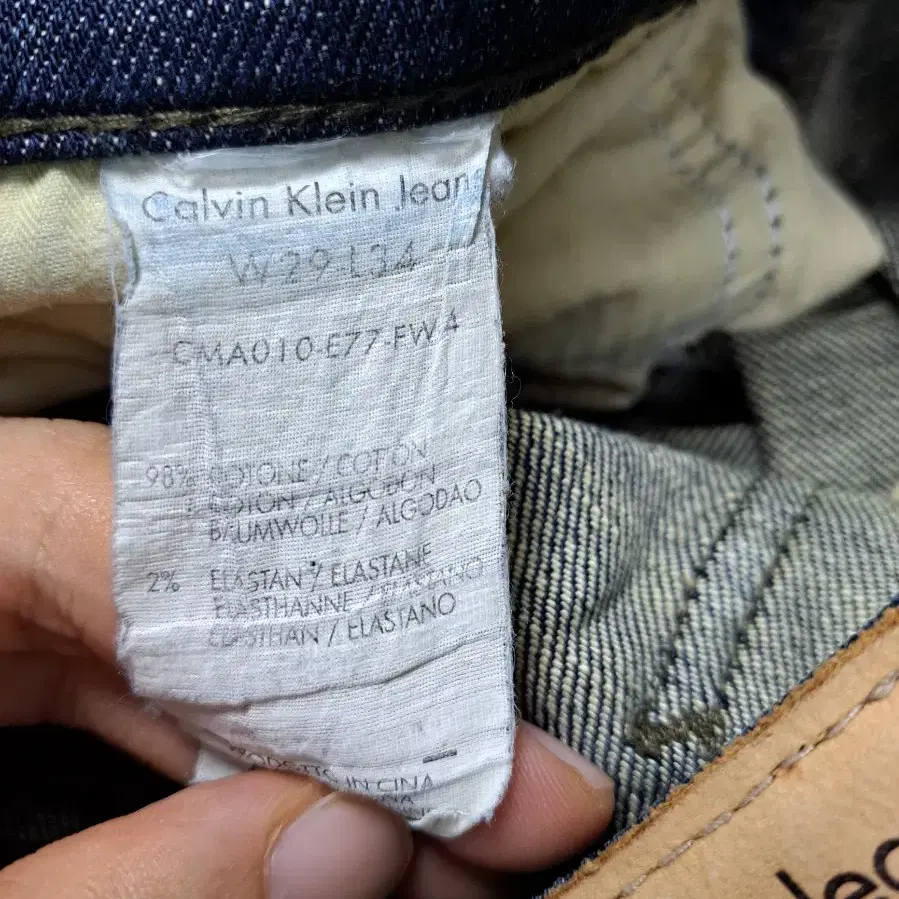 Calvin Klein Jeans
W29-L34
CMA010-E77-FW4
98% COTONE / COTTON
COTON / ALGODON
BAUMWOLLE / ALGODAO
2% ELASTAN / ELASTANE
ELASTHANNE / ELASTANO
ELASTHAN / ELASTANO
PRODOTTO IN CINA